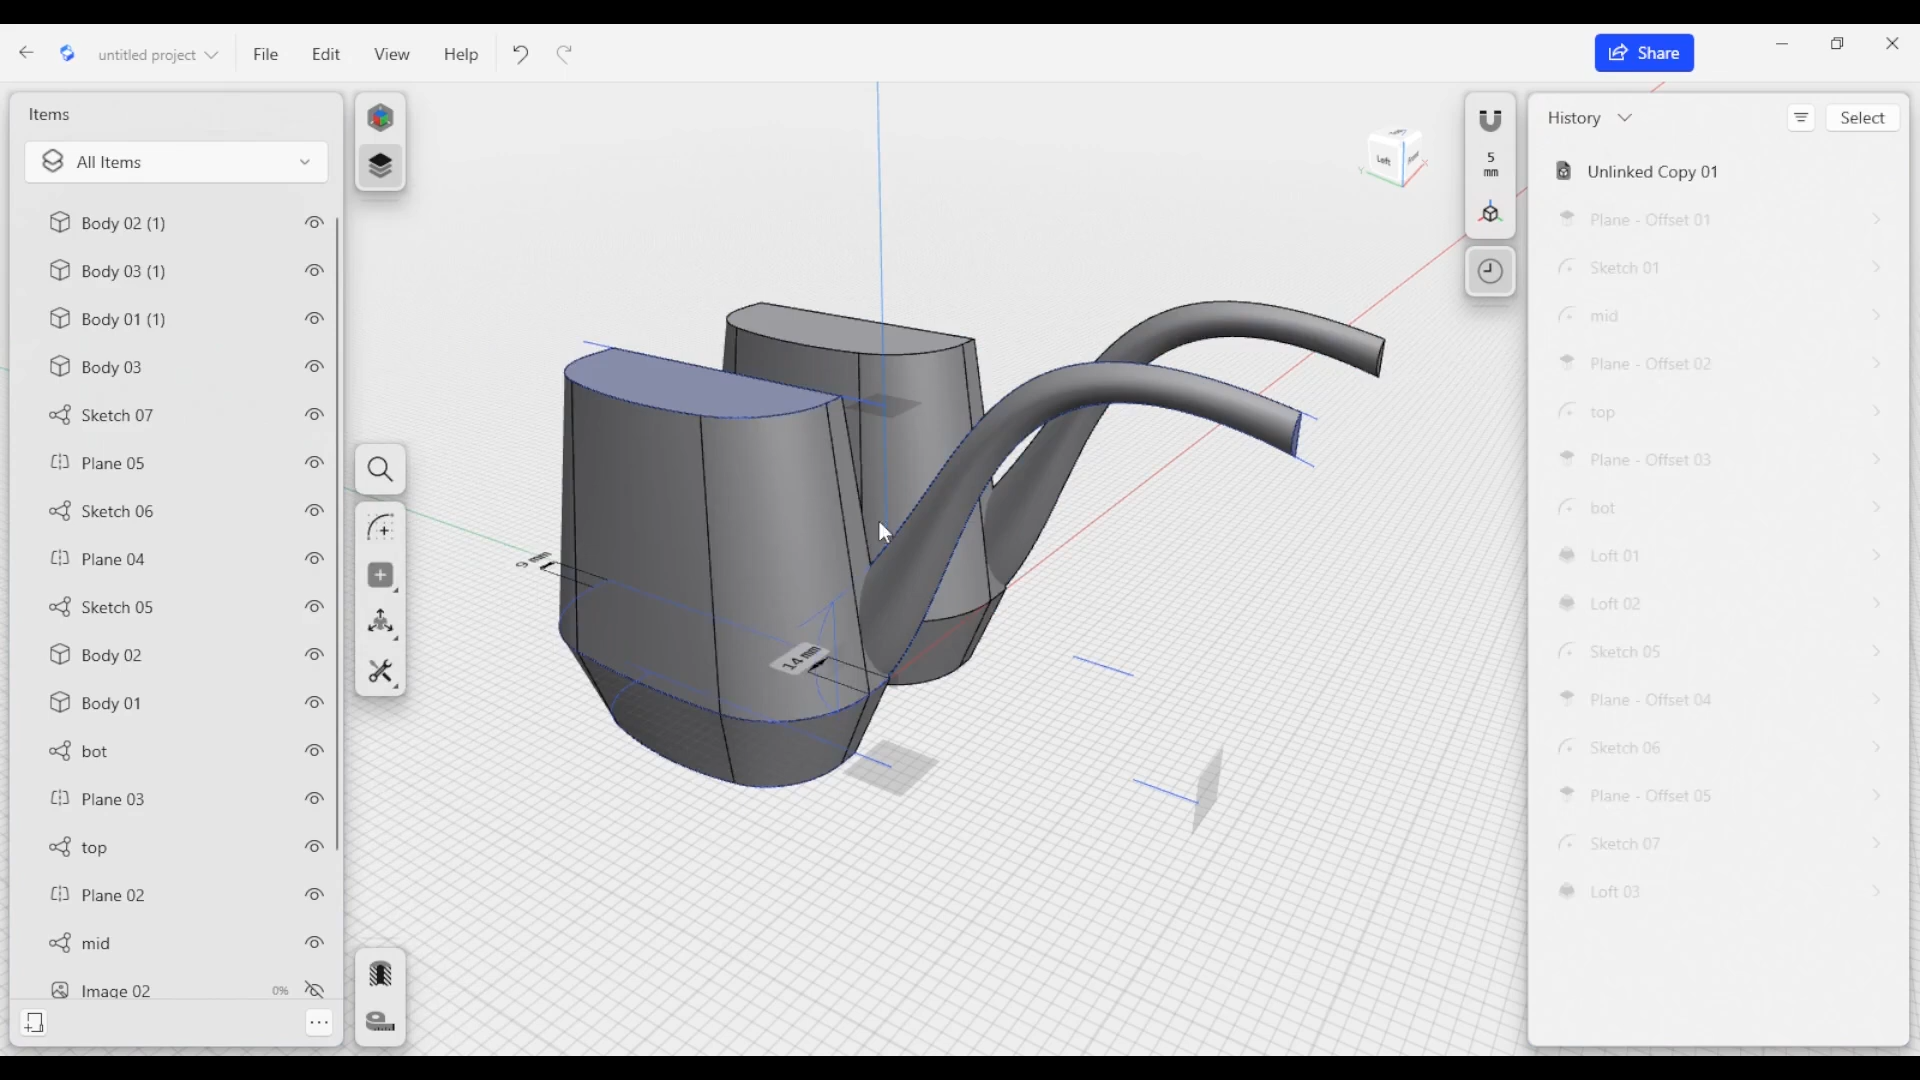 untitled project
File
Edit
View
Help
Share
Items
All Items
Body 02 (1)
Body 03 (1)
Body 01 (1)
Body 03
Sketch 07
Plane 05
Sketch 06
Plane 04
Sketch 05
Body 02
Body 01
bot
Plane 03
top
Plane 02
mid
Image 02
0%
9 mm
14 mm
Left
Y
X
5
mm
History
Select
Unlinked Copy 01
Plane - Offset 01
Sketch 01
mid
Plane - Offset 02
top
Plane - Offset 03
bot
Loft 01
Loft 02
Sketch 05
Plane - Offset 04
Sketch 06
Plane - Offset 05
Sketch 07
Loft 03